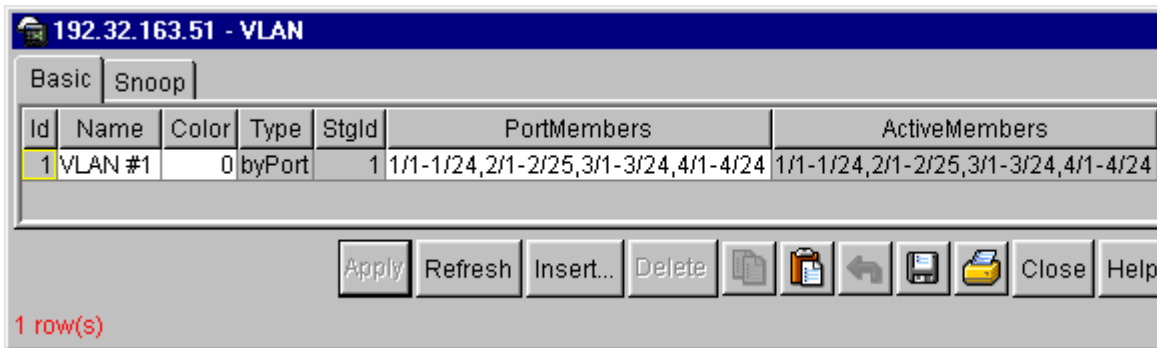 192.32.163.51 - VLAN
Basic Snoop
Id Name Color Type StgId PortMembers ActiveMembers
1 VLAN #1 0 byPort 1 1/1-1/24,2/1-2/25,3/1-3/24,4/1-4/24 1/1-1/24,2/1-2/25,3/1-3/24,4/1-4/24
Apply Refresh Insert... Delete Close Help
1 row(s)